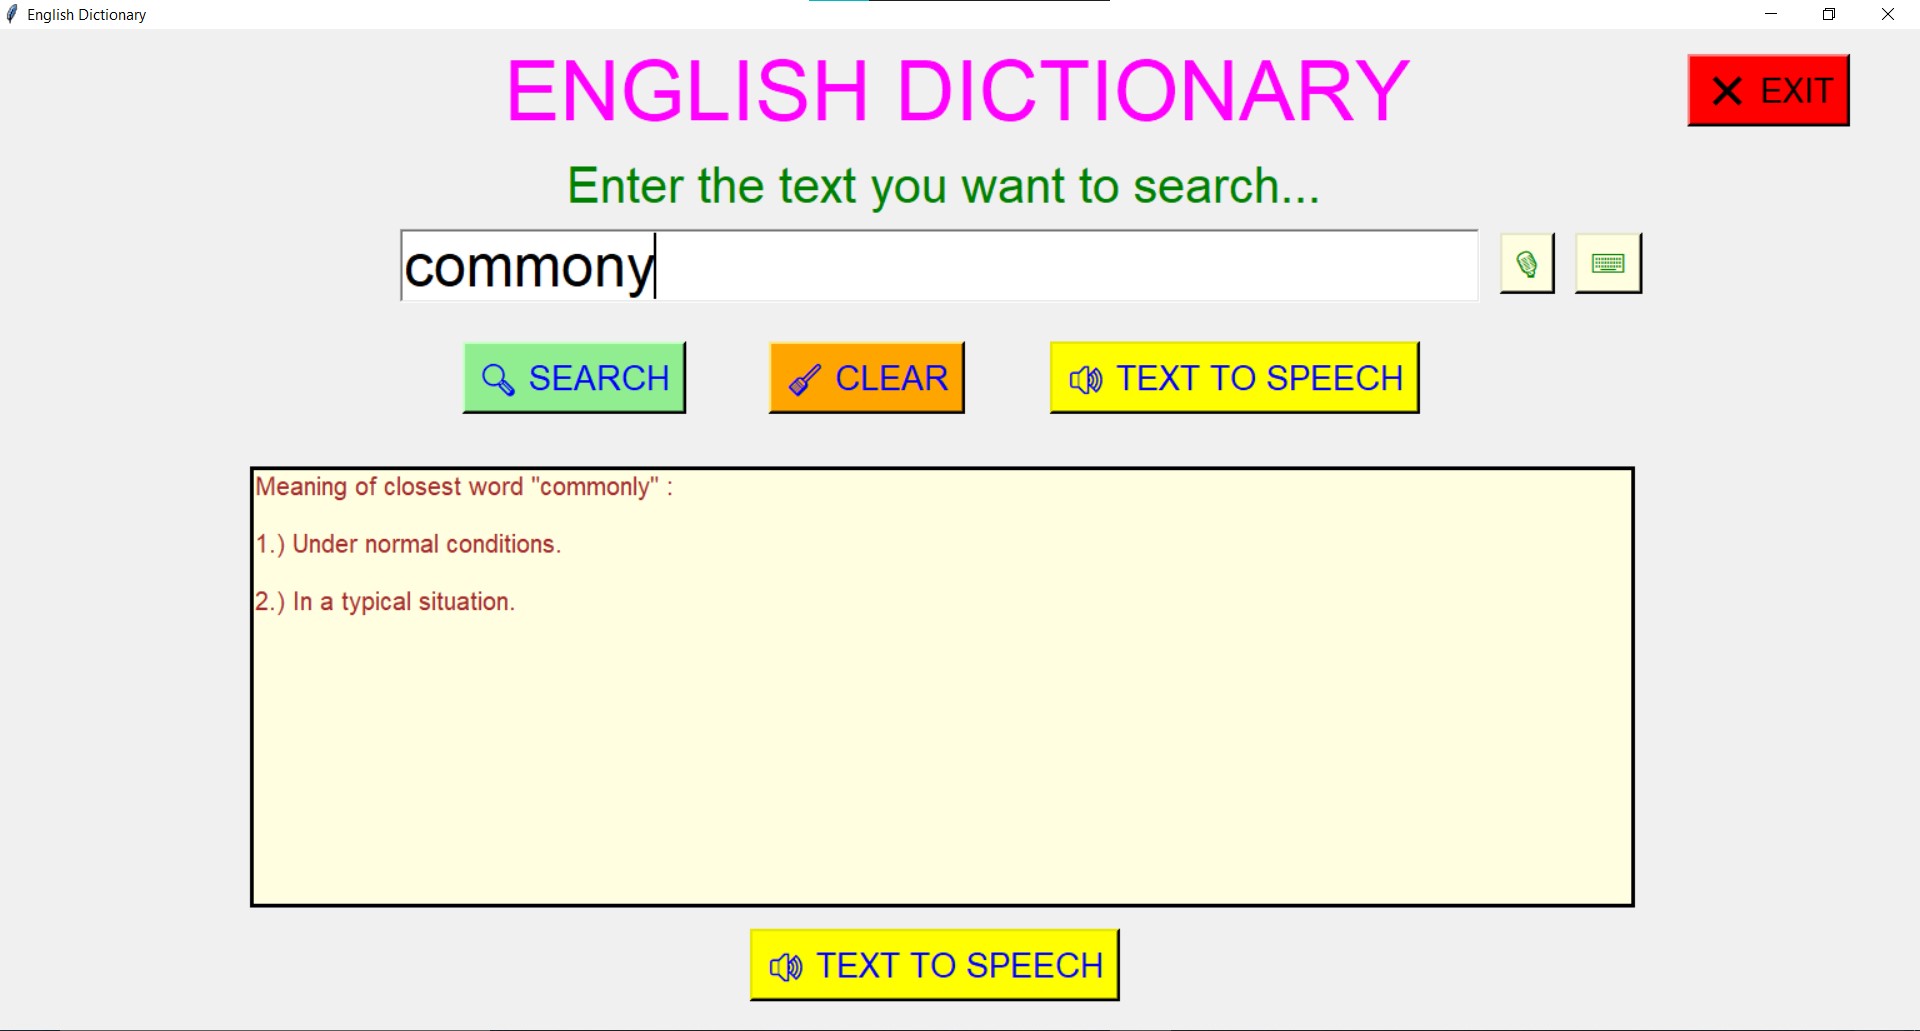 English Dictionary
ENGLISH DICTIONARY
EXIT
Enter the text you want to search...
commony
SEARCH
CLEAR
TEXT TO SPEECH
Meaning of closest word "commonly" :
1.) Under normal conditions.
2.) In a typical situation.
TEXT TO SPEECH